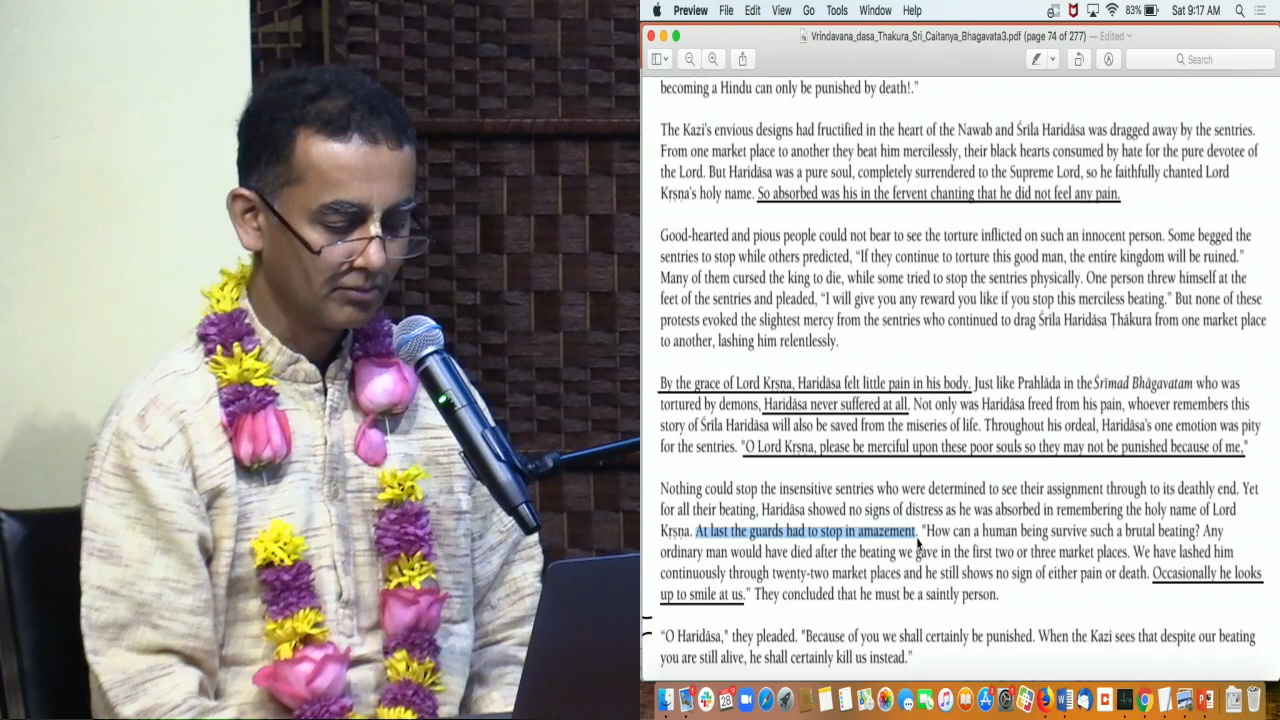 Preview File Edit View Go Tools Window Help 83% Sat 9:17 AM
Vrindavana_dasa_Thakura_Sri_Caitanya_Bhagavata3.pdf (page 74 of 277) — Edited
Search
becoming a Hindu can only be punished by death!."
The Kazi's envious designs had fructified in the heart of the Nawab and Śrīla Haridāsa was dragged away by the sentries.
From one market place to another they beat him mercilessly, their black hearts consumed by hate for the pure devotee of
the Lord. But Haridāsa was a pure soul, completely surrendered to the Supreme Lord, so he faithfully chanted Lord
Kṛṣṇa's holy name. So absorbed was his in the fervent chanting that he did not feel any pain.
Good-hearted and pious people could not bear to see the torture inflicted on such an innocent person. Some begged the
sentries to stop while others predicted, "If they continue to torture this good man, the entire kingdom will be ruined."
Many of them cursed the king to die, while some tried to stop the sentries physically. One person threw himself at the
feet of the sentries and pleaded, "I will give you any reward you like if you stop this merciless beating." But none of these
protests evoked the slightest mercy from the sentries who continued to drag Śrīla Haridāsa Ṭhākura from one market place
to another, lashing him relentlessly.
By the grace of Lord Kṛṣṇa, Haridāsa felt little pain in his body. Just like Prahlāda in the Śrīmad Bhāgavatam who was
tortured by demons, Haridāsa never suffered at all. Not only was Haridāsa freed from his pain, whoever remembers this
story of Śrīla Haridāsa will also be saved from the miseries of life. Throughout his ordeal, Haridāsa's one emotion was pity
for the sentries. "O Lord Kṛṣṇa, please be merciful upon these poor souls so they may not be punished because of me,"
Nothing could stop the insensitive sentries who were determined to see their assignment through to its deathly end. Yet
for all their beating, Haridāsa showed no signs of distress as he was absorbed in remembering the holy name of Lord
Kṛṣṇa. At last the guards had to stop in amazement. "How can a human being survive such a brutal beating? Any
ordinary man would have died after the beating we gave in the first two or three market places. We have lashed him
continuously through twenty-two market places and he still shows no sign of either pain or death. Occasionally he looks
up to smile at us." They concluded that he must be a saintly person.
"O Haridāsa," they pleaded. "Because of you we shall certainly be punished. When the Kazi sees that despite our beating
you are still alive, he shall certainly kill us instead."